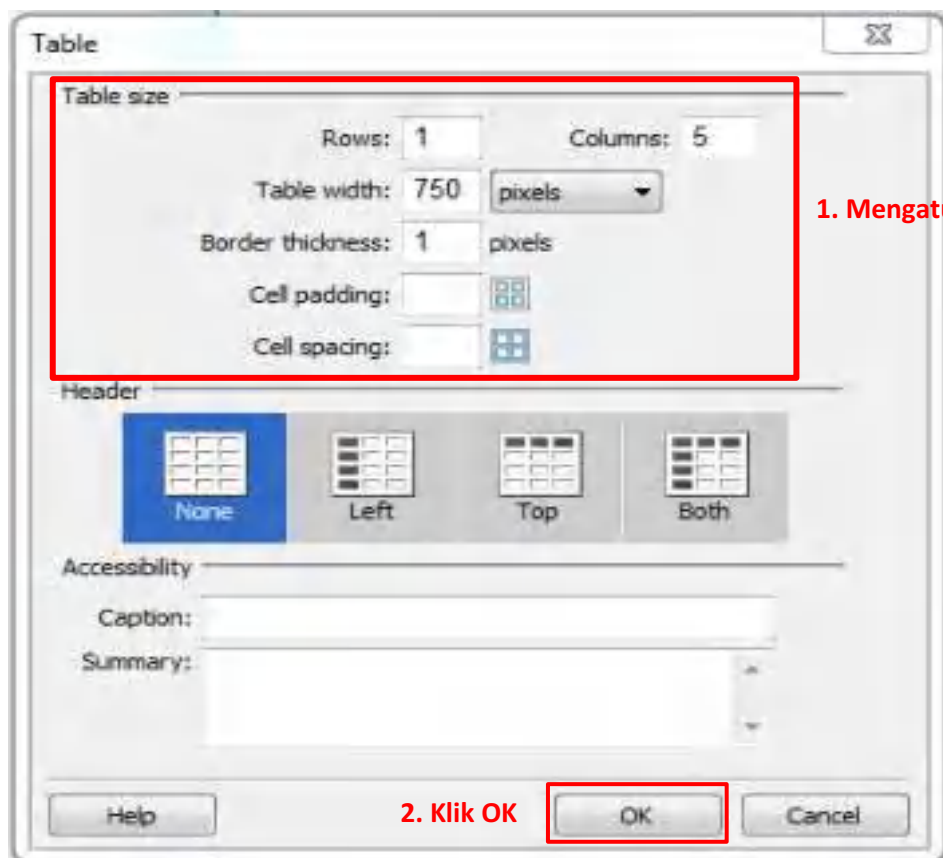 Table
Table size
Rows: 1 Columns: 5
Table width: 750 pixels
1. Mengatu
Border thickness: 1 pixels
Cell padding:
Cell spacing:
Header
None Left Top Both
Accessibility
Caption:
Summary:
Help 2. Klik OK OK Cancel